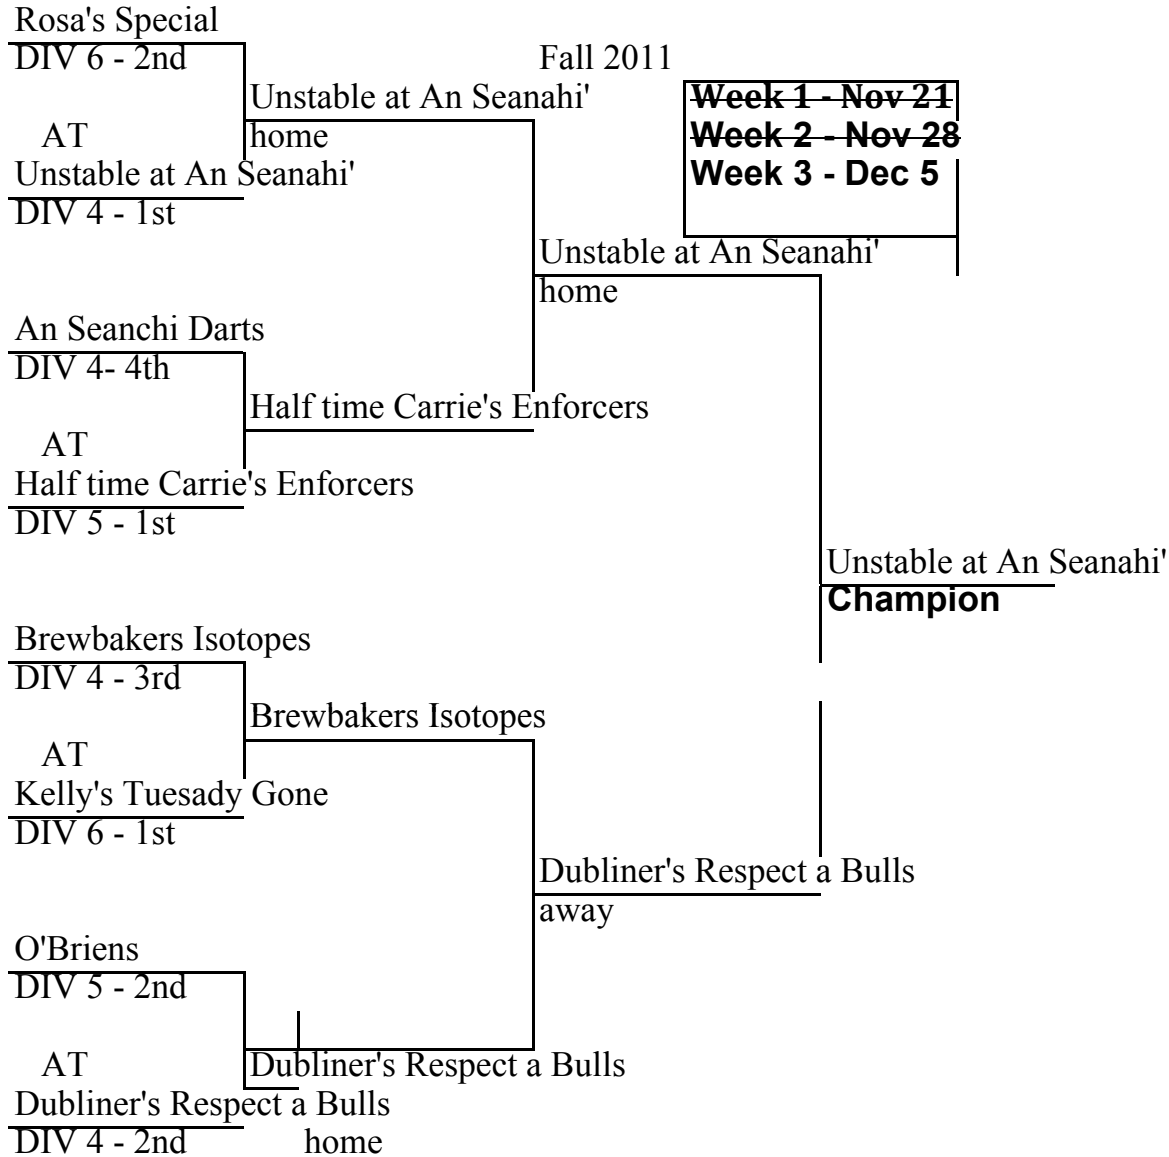 Rosa's Special
DIV 6 - 2nd
Fall 2011
Unstable at An Seanahi'
Week 1 - Nov 21
AT
home
Week 2 - Nov 28
Unstable at An Seanahi'
Week 3 - Dec 5
DIV 4 - 1st
Unstable at An Seanahi'
home
An Seanchi Darts
DIV 4- 4th
Half time Carrie's Enforcers
AT
Half time Carrie's Enforcers
DIV 5 - 1st
Unstable at An Seanahi'
Champion
Brewbakers Isotopes
DIV 4 - 3rd
Brewbakers Isotopes
AT
Kelly's Tuesady Gone
DIV 6 - 1st
Dubliner's Respect a Bulls
away
O'Briens
DIV 5 - 2nd
AT
Dubliner's Respect a Bulls
Dubliner's Respect a Bulls
DIV 4 - 2nd
home